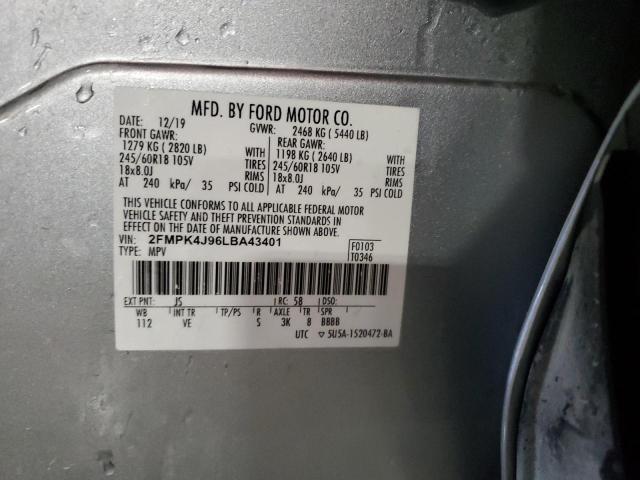 MFD. BY FORD MOTOR CO.
DATE: 12/19 GVWR: 2468 KG ( 5440 LB)
FRONT GAWR: REAR GAWR:
1279 KG ( 2820 LB) WITH 1198 KG ( 2640 LB) WITH
245/60R18 105V TIRES 245/60R18 105V TIRES
18x8.0J RIMS 18x8.0J RIMS
AT 240 kPa/ 35 PSI COLD AT 240 kPa/ 35 PSI COLD
THIS VEHICLE CONFORMS TO ALL APPLICABLE FEDERAL MOTOR
VEHICLE SAFETY AND THEFT PREVENTION STANDARDS IN
EFFECT ON THE DATE OF MANUFACTURE SHOWN ABOVE.
VIN: 2FMPK4J96LBA43401 F0103
TYPE: MPV T0346
EXT PNT: JS RC: 58 DSO:
WB INT TR TP/PS R AXLE TR SPR
112 VE S 3K 8 BBBB
UTC ▽ 5U5A-1520472-BA